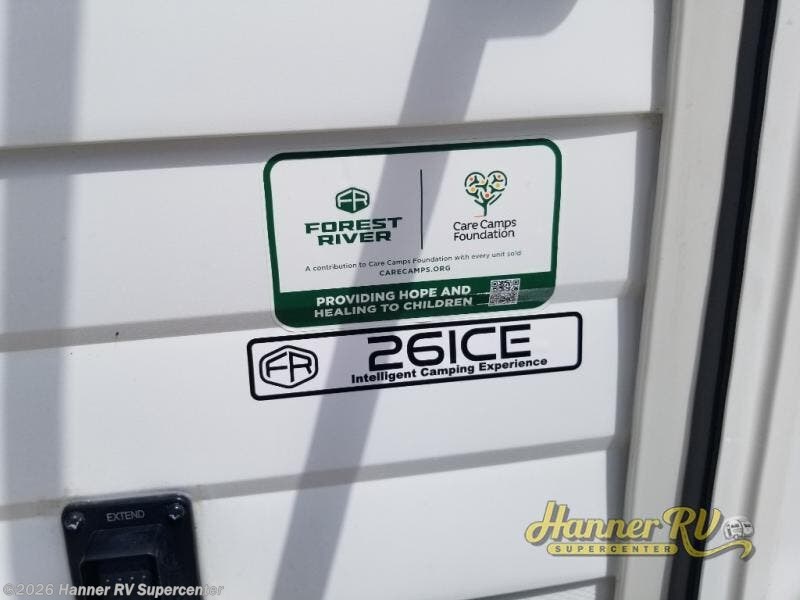 FR
FOREST
RIVER
Care Camps
Foundation
A contribution to Care Camps Foundation with every unit sold
CARECAMPS.ORG
PROVIDING HOPE AND
HEALING TO CHILDREN
FR
26ICE
Intelligent Camping Experience
EXTEND
Hanner RV
SUPERCENTER
©2026 Hanner RV Supercenter